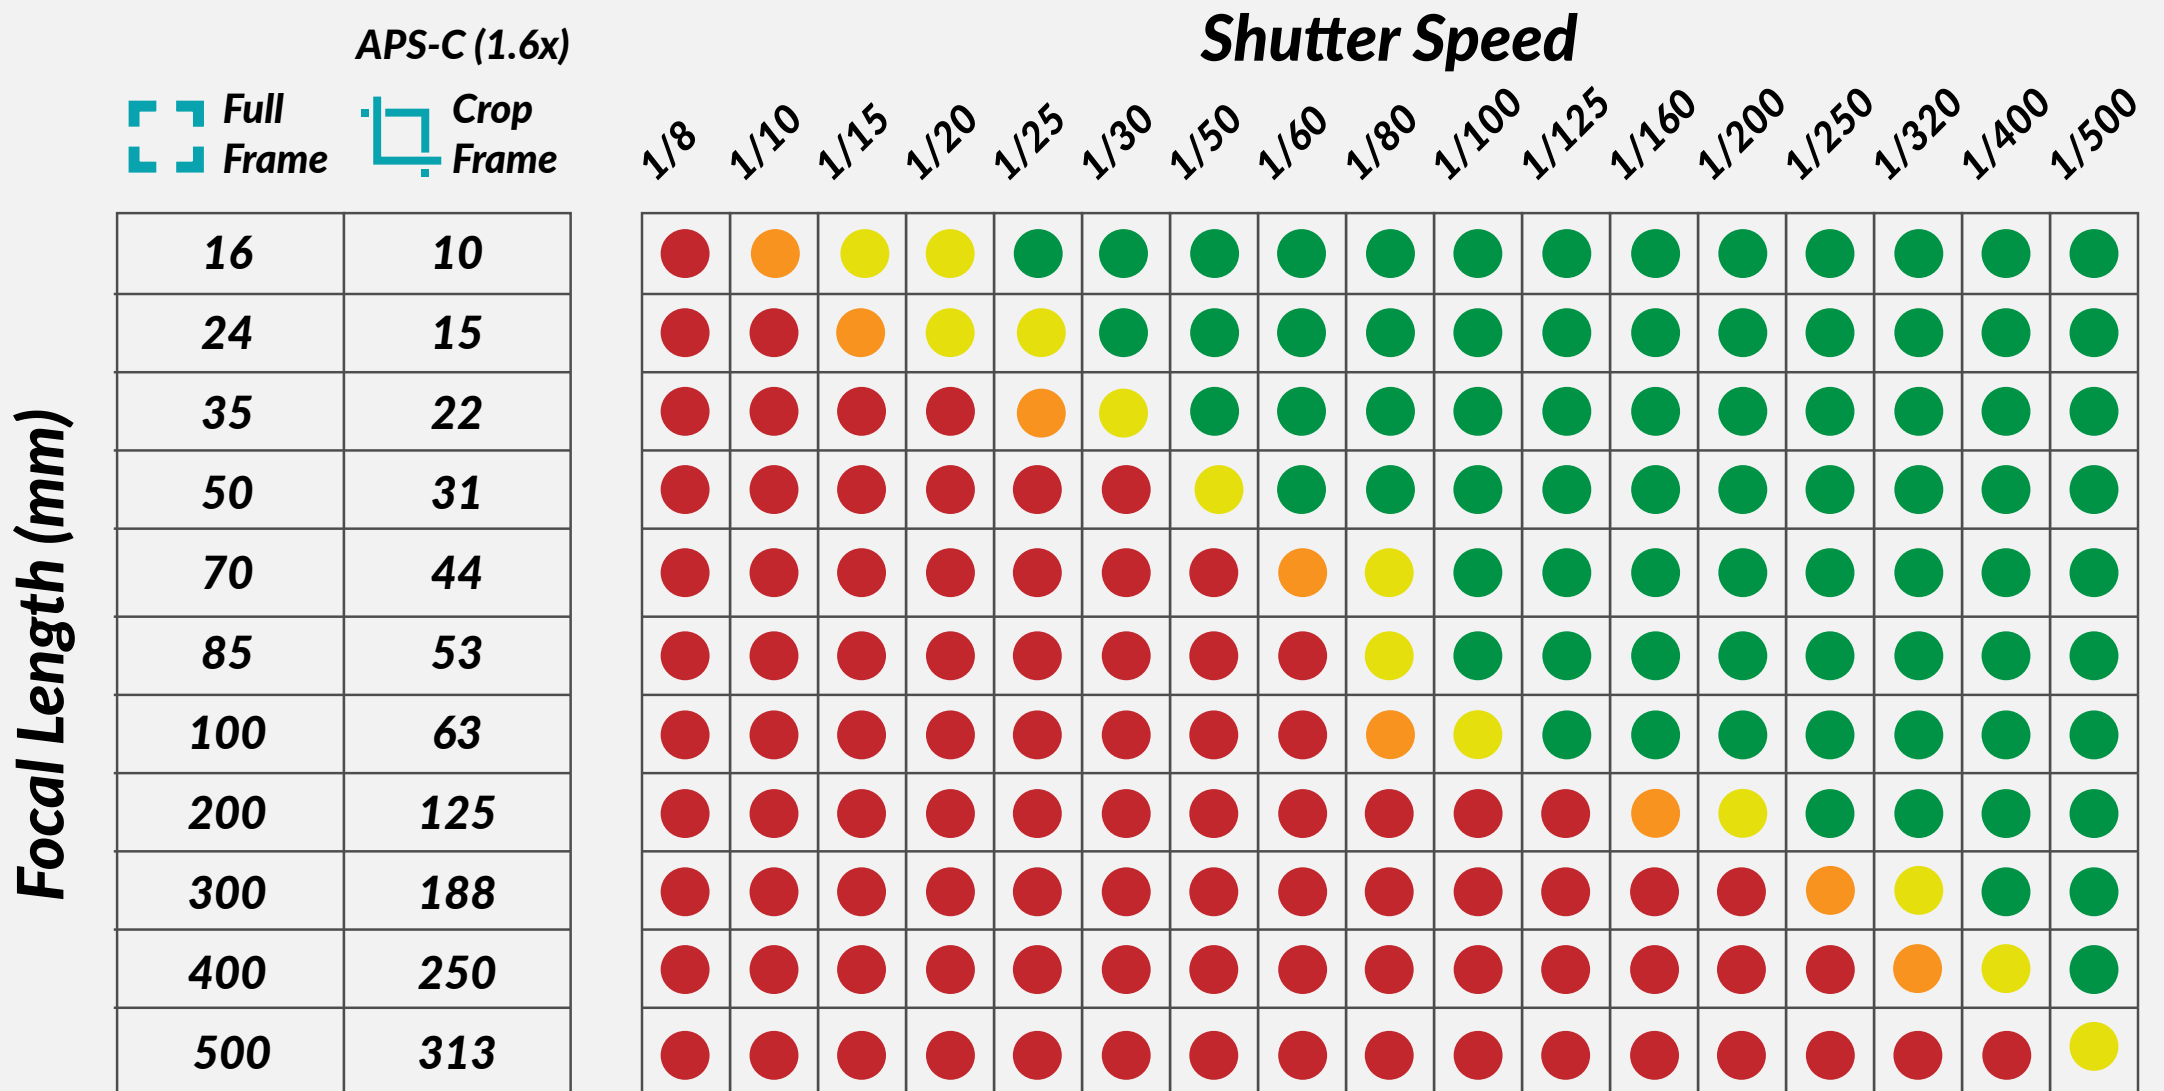 Shutter Speed
APS-C (1.6x)
Full
Frame
Crop
Frame
1/8 1/10 1/15 1/20 1/25 1/30 1/50 1/60 1/80 1/100 1/125 1/160 1/200 1/250 1/320 1/400 1/500
Focal Length (mm)
16 10
24 15
35 22
50 31
70 44
85 53
100 63
200 125
300 188
400 250
500 313